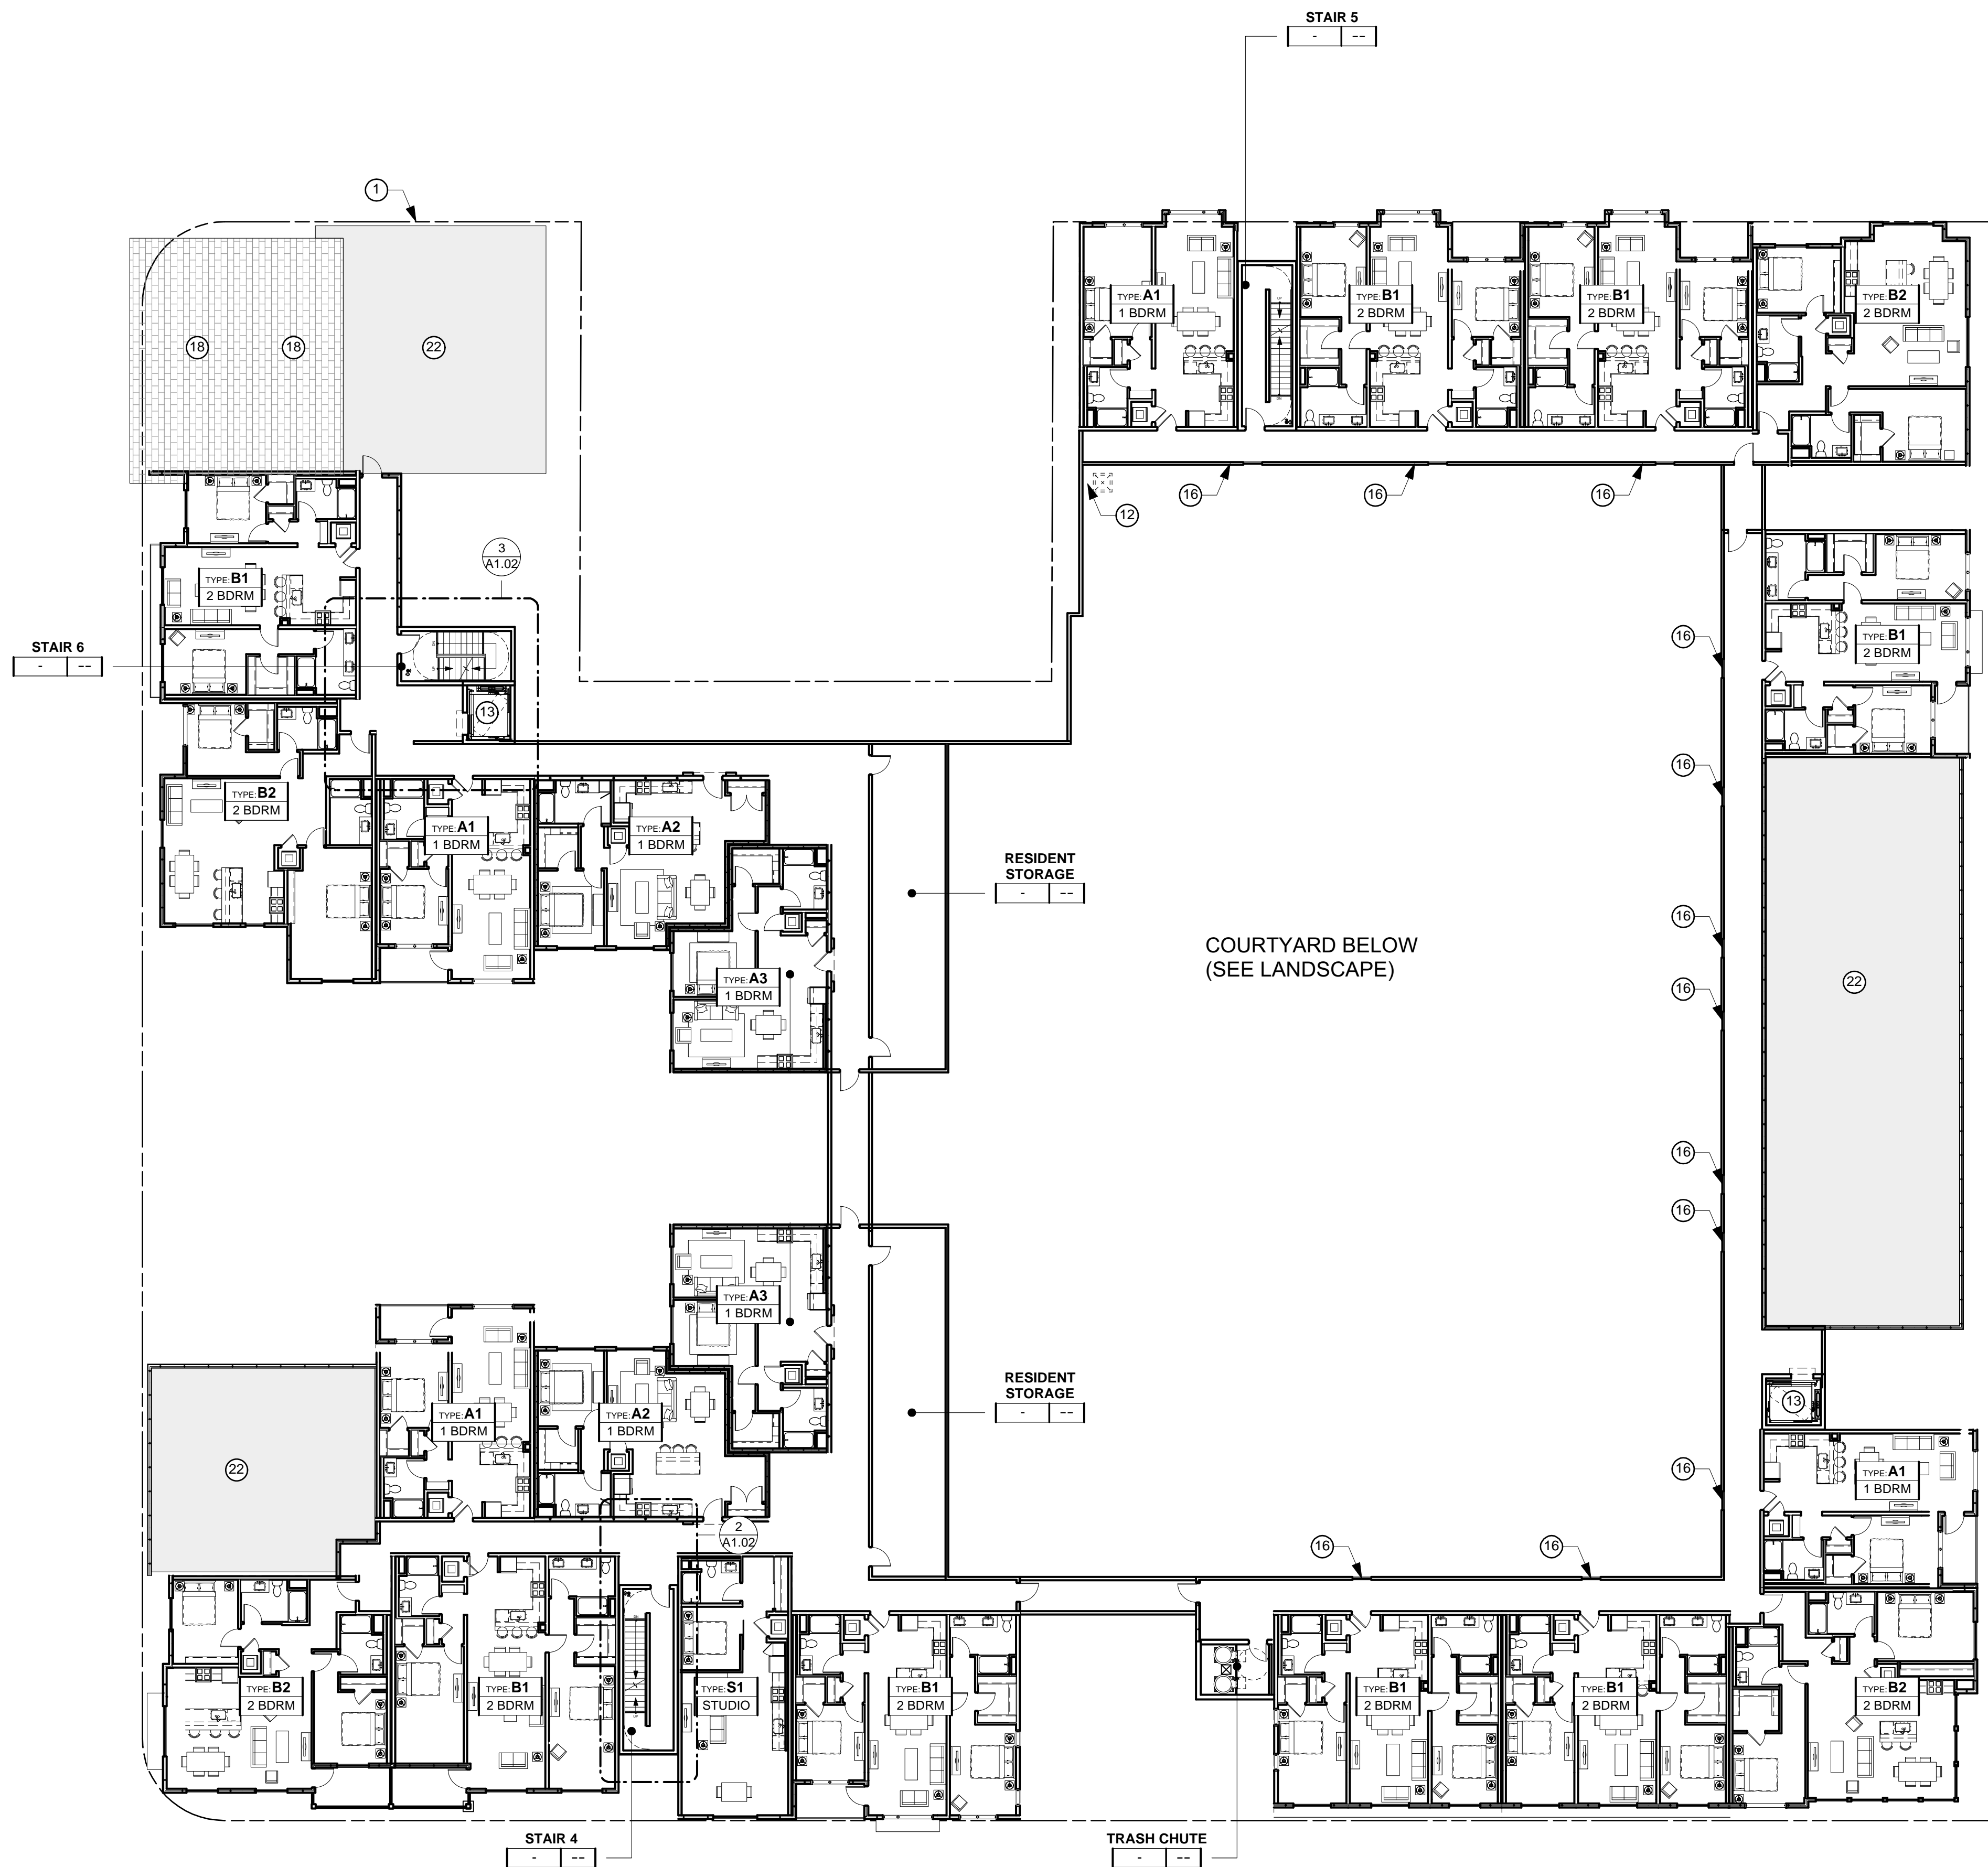 STAIR 5
- --
1
18
18
22
TYPE: A1
1 BDRM
TYPE: B1
2 BDRM
TYPE: B1
2 BDRM
TYPE: B2
2 BDRM
16
16
16
12
3
A1.02
TYPE: B1
2 BDRM
STAIR 6
- --
16
TYPE: B1
2 BDRM
13
16
TYPE: B2
2 BDRM
TYPE: A1
1 BDRM
TYPE: A2
1 BDRM
RESIDENT
STORAGE
- --
16
COURTYARD BELOW
(SEE LANDSCAPE)
TYPE: A3
1 BDRM
16
22
16
16
TYPE: A3
1 BDRM
RESIDENT
STORAGE
- --
13
TYPE: A1
1 BDRM
TYPE: A2
1 BDRM
22
16
TYPE: A1
1 BDRM
2
A1.02
16
16
TYPE: B2
2 BDRM
TYPE: B1
2 BDRM
TYPE: S1
STUDIO
TYPE: B1
2 BDRM
TYPE: B1
2 BDRM
TYPE: B1
2 BDRM
TYPE: B2
2 BDRM
STAIR 4
- --
TRASH CHUTE
- --